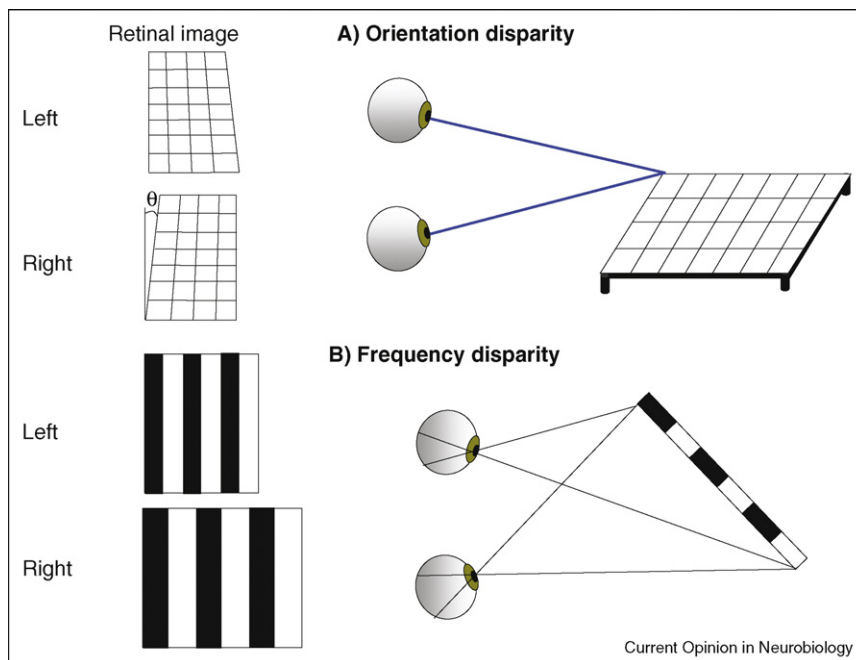 Retinal image
A) Orientation disparity
Left
θ
Right
B) Frequency disparity
Left
Right
Current Opinion in Neurobiology